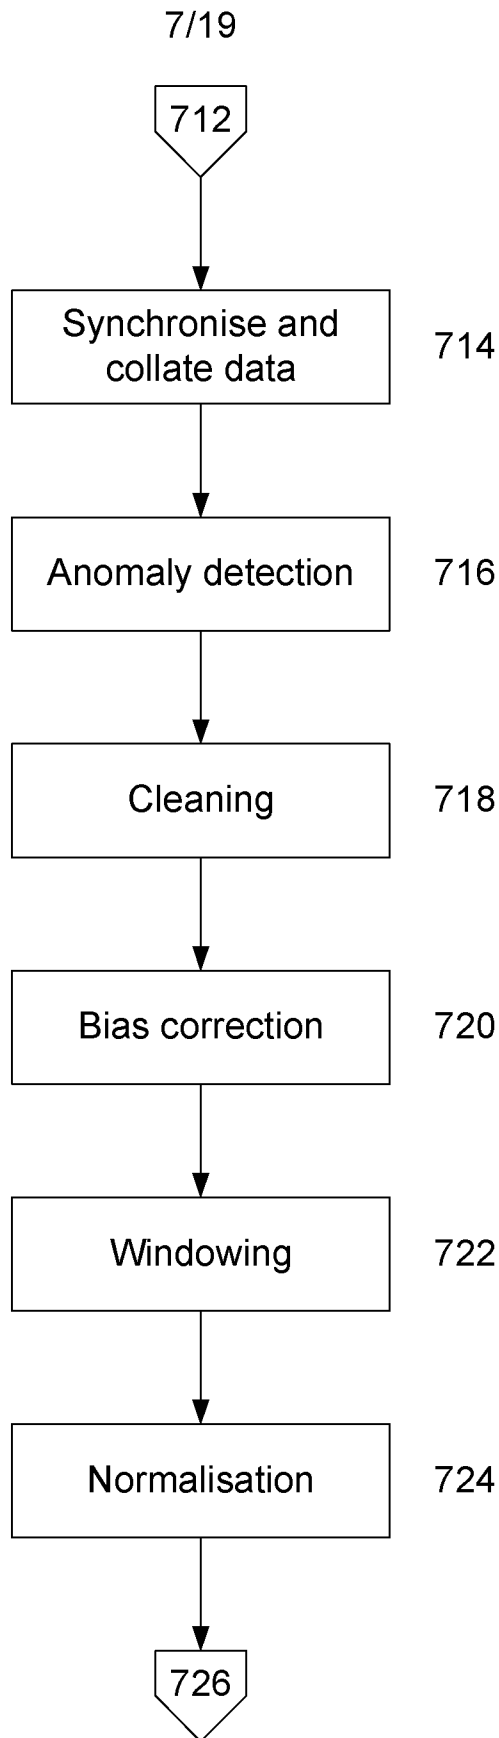 7/19
712
Synchronise and
collate data
714
Anomaly detection
716
Cleaning
718
Bias correction
720
Windowing
722
Normalisation
724
726